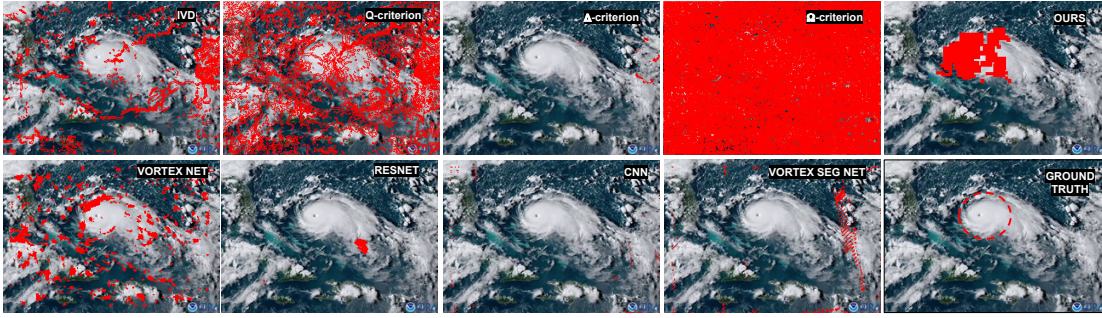 IVD
Q-criterion
Δ-criterion
Ω-criterion
OURS
VORTEX NET
RESNET
CNN
VORTEX SEG NET
GROUND
TRUTH